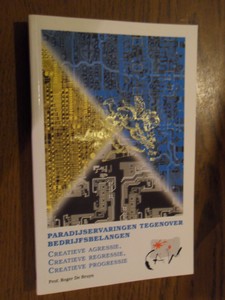 PARADIJSERVARINGEN TEGENOVER
BEDRIJFSBELANGEN
CREATIEVE AGRESSIE,
CREATIEVE REGRESSIE,
CREATIEVE PROGRESSIE
Prof. Roger De Bruyn